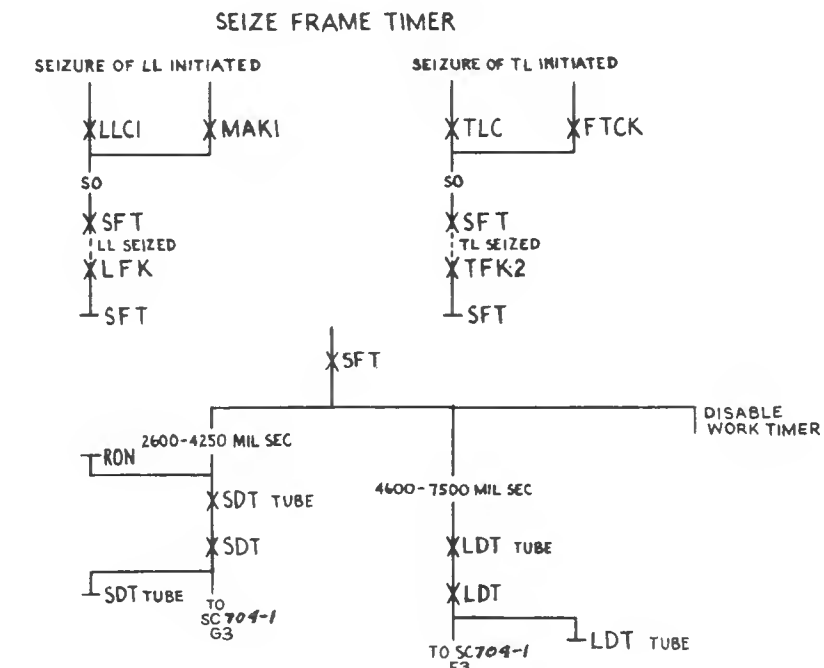 SEIZE FRAME TIMER
SEIZURE OF LL INITIATED
LLC1
MAK1
SO
SFT
LL SEIZED
LFK
SFT
SEIZURE OF TL INITIATED
TLC
FTCK
SO
SFT
TL SEIZED
TFK2
SFT
SFT
DISABLE
WORK TIMER
2600-4250 MIL SEC
RON
SDT TUBE
SDT
SDT TUBE
TO
SC 704-1
G3
4600-7500 MIL SEC
LDT TUBE
LDT
LDT TUBE
TO SC 704-1